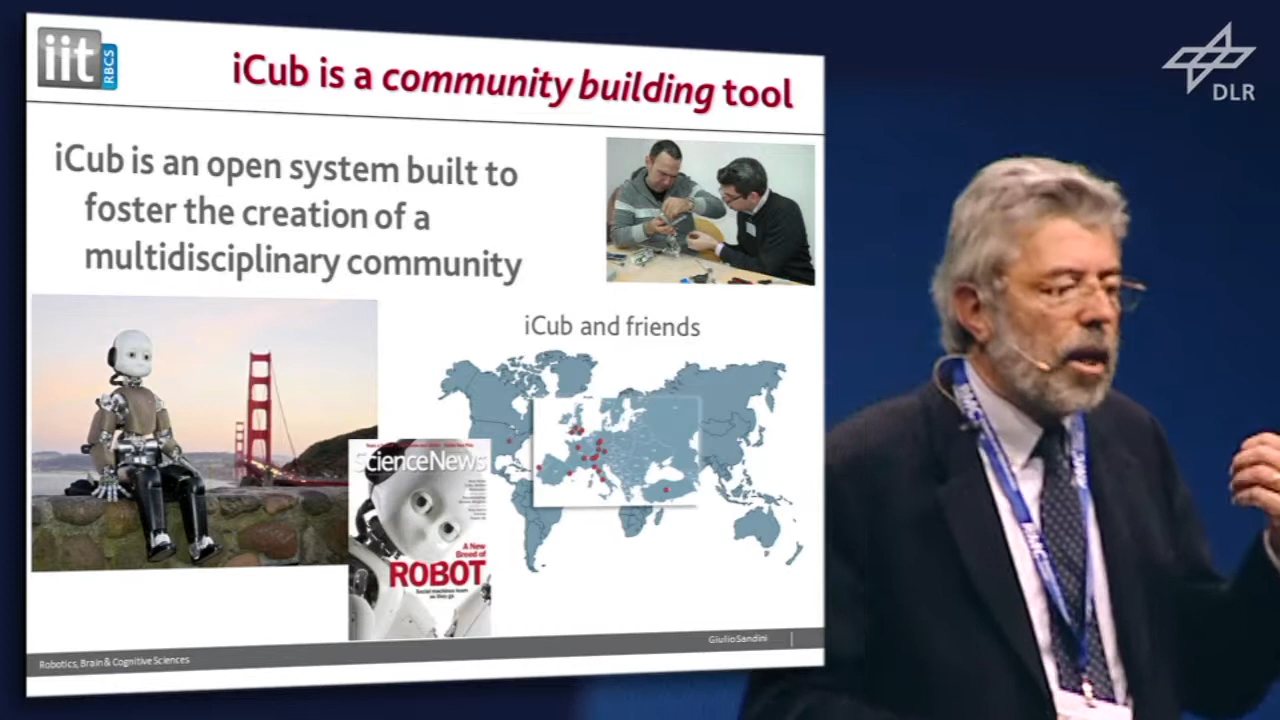 iit
RBCS
iCub is a community building tool
DLR
iCub is an open system built to
foster the creation of a
multidisciplinary community
iCub and friends
ScienceNews
A New
Breed of
ROBOT
Social machines learn
as they go
Giulio Sandini
Robotics, Brain & Cognitive Sciences